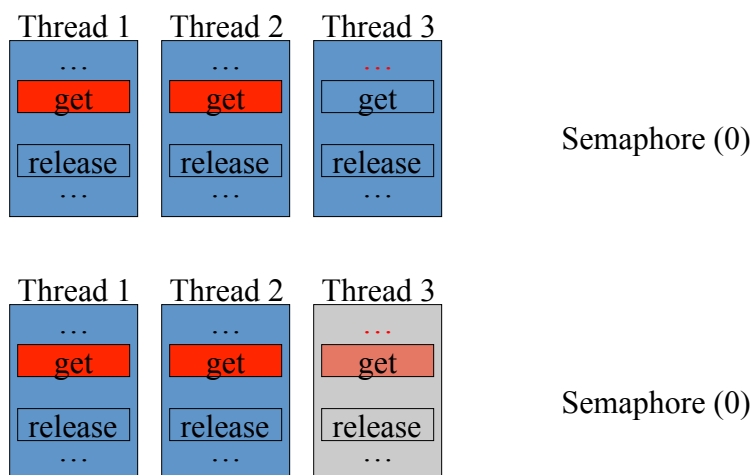 Thread 1 Thread 2 Thread 3
... ... ...
get get get
Semaphore (0)
release release release
... ... ...
Thread 1 Thread 2 Thread 3
... ... ...
get get get
Semaphore (0)
release release release
... ... ...